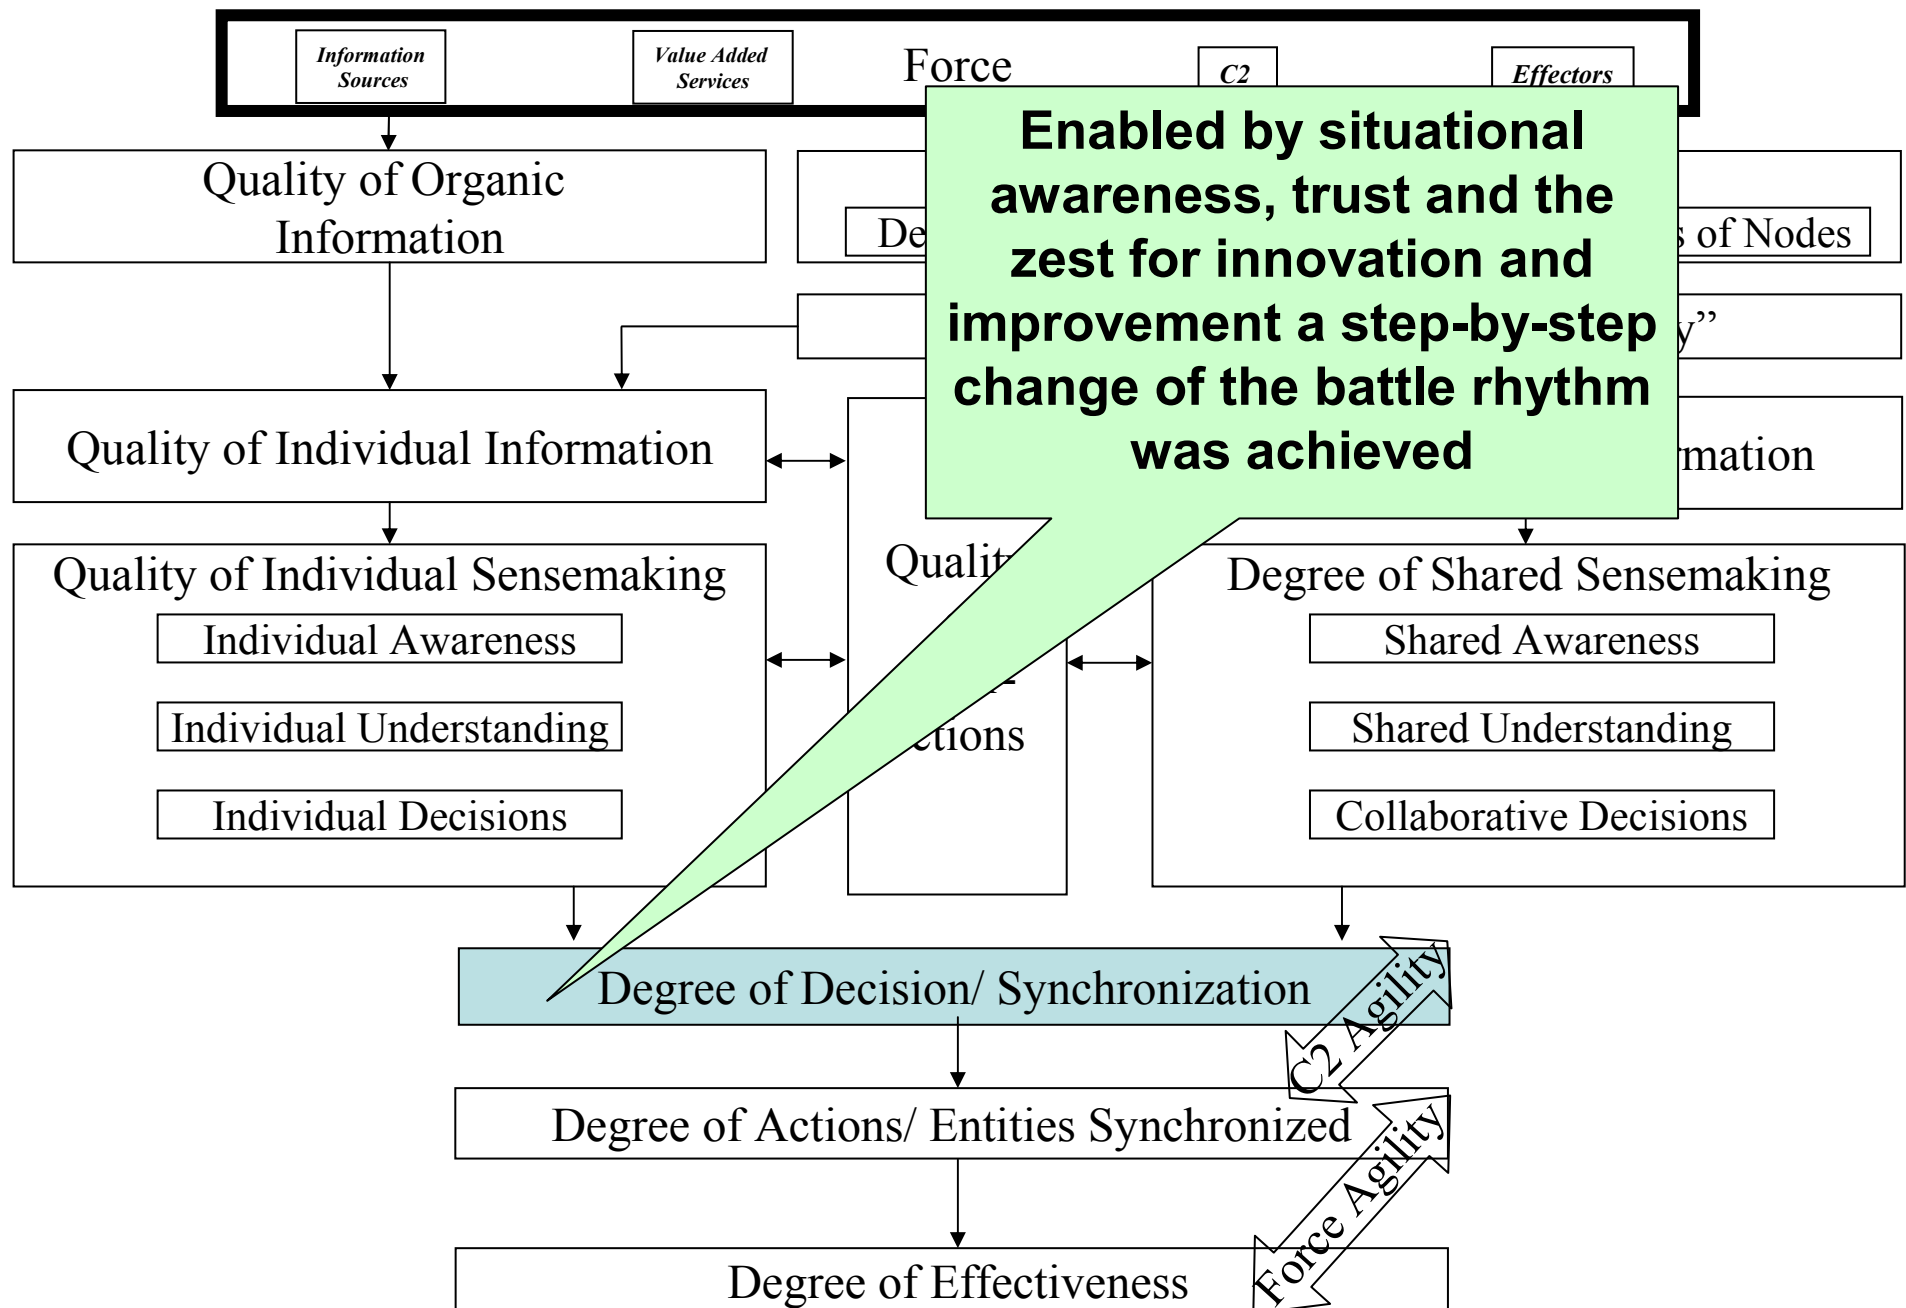 Information
Sources
Value Added
Services
Force
C2
Effectors
Enabled by situational
awareness, trust and the
zest for innovation and
improvement a step-by-step
change of the battle rhythm
was achieved
Quality of Organic
Information
of Nodes
Quality of Individual Information
Quality of Individual Sensemaking
Individual Awareness
Individual Understanding
Individual Decisions
Degree of Shared Sensemaking
Shared Awareness
Shared Understanding
Collaborative Decisions
Degree of Decision/ Synchronization
C2 Agility
Degree of Actions/ Entities Synchronized
Force Agility
Degree of Effectiveness